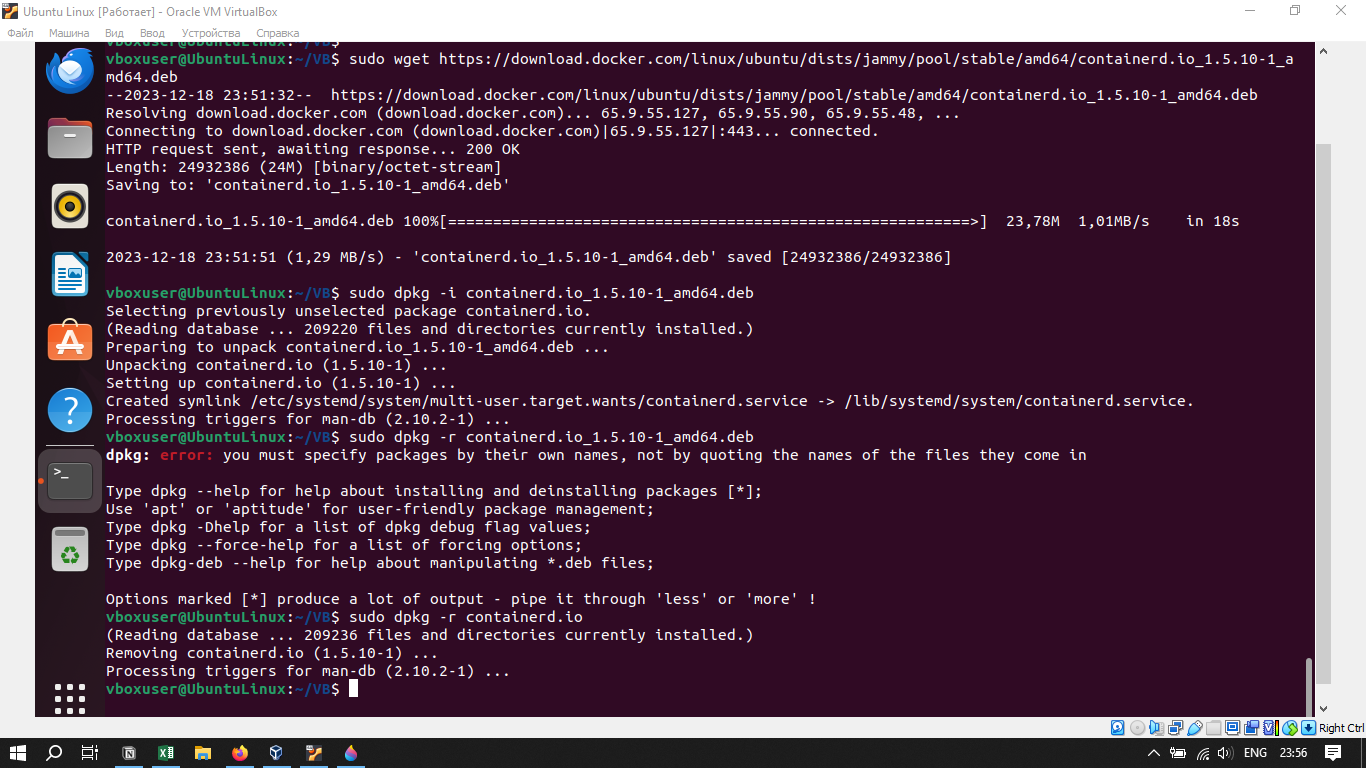 Ubuntu Linux [Работает] - Oracle VM VirtualBox
Файл Машина Вид Ввод Устройства Справка
vboxuser@UbuntuLinux:~/VB$
vboxuser@UbuntuLinux:~/VB$ sudo wget https://download.docker.com/linux/ubuntu/dists/jammy/pool/stable/amd64/containerd.io_1.5.10-1_a
md64.deb
--2023-12-18 23:51:32--  https://download.docker.com/linux/ubuntu/dists/jammy/pool/stable/amd64/containerd.io_1.5.10-1_amd64.deb
Resolving download.docker.com (download.docker.com)... 65.9.55.127, 65.9.55.90, 65.9.55.48, ...
Connecting to download.docker.com (download.docker.com)|65.9.55.127|:443... connected.
HTTP request sent, awaiting response... 200 OK
Length: 24932386 (24M) [binary/octet-stream]
Saving to: 'containerd.io_1.5.10-1_amd64.deb'
containerd.io_1.5.10-1_amd64.deb 100%[==========================================================>]  23,78M  1,01MB/s    in 18s
2023-12-18 23:51:51 (1,29 MB/s) - 'containerd.io_1.5.10-1_amd64.deb' saved [24932386/24932386]
vboxuser@UbuntuLinux:~/VB$ sudo dpkg -i containerd.io_1.5.10-1_amd64.deb
Selecting previously unselected package containerd.io.
(Reading database ... 209220 files and directories currently installed.)
Preparing to unpack containerd.io_1.5.10-1_amd64.deb ...
Unpacking containerd.io (1.5.10-1) ...
Setting up containerd.io (1.5.10-1) ...
Created symlink /etc/systemd/system/multi-user.target.wants/containerd.service -> /lib/systemd/system/containerd.service.
Processing triggers for man-db (2.10.2-1) ...
vboxuser@UbuntuLinux:~/VB$ sudo dpkg -r containerd.io_1.5.10-1_amd64.deb
dpkg: error: you must specify packages by their own names, not by quoting the names of the files they come in
Type dpkg --help for help about installing and deinstalling packages [*];
Use 'apt' or 'aptitude' for user-friendly package management;
Type dpkg -Dhelp for a list of dpkg debug flag values;
Type dpkg --force-help for a list of forcing options;
Type dpkg-deb --help for help about manipulating *.deb files;
Options marked [*] produce a lot of output - pipe it through 'less' or 'more' !
vboxuser@UbuntuLinux:~/VB$ sudo dpkg -r containerd.io
(Reading database ... 209236 files and directories currently installed.)
Removing containerd.io (1.5.10-1) ...
Processing triggers for man-db (2.10.2-1) ...
vboxuser@UbuntuLinux:~/VB$
Right Ctrl
ENG 23:56